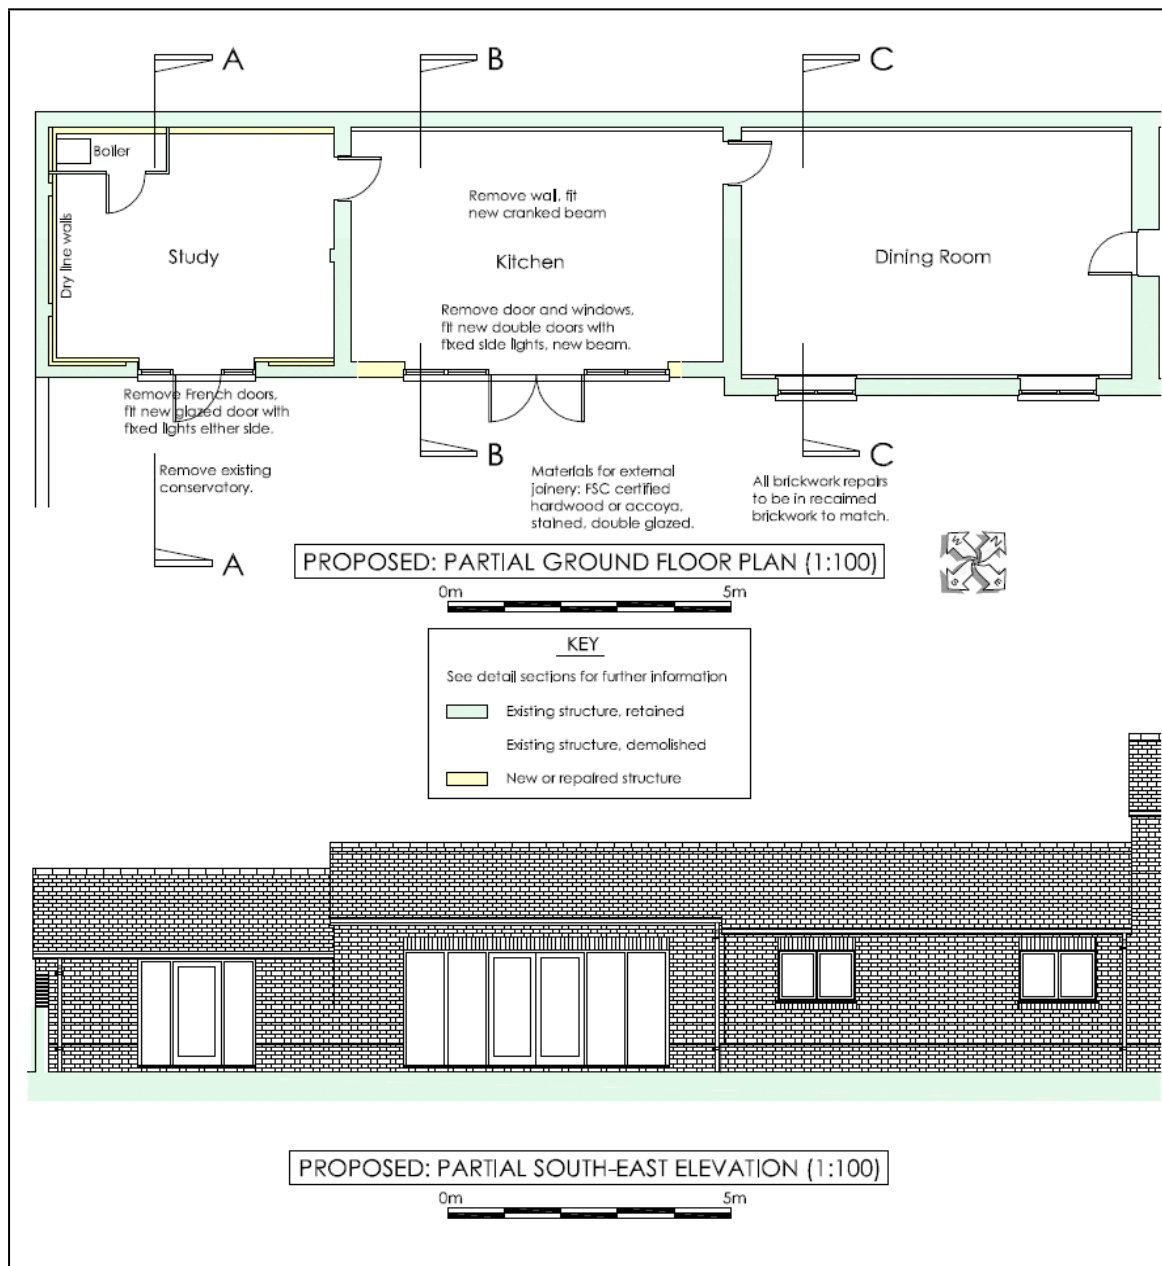 A
B
C
Boiler
Dry line walls
Study
Remove wall, fit
new cranked beam
Kitchen
Dining Room
Remove door and windows,
fit new double doors with
fixed side lights, new beam.
Remove French doors,
fit new glazed door with
fixed lights either side.
Remove existing
conservatory.
B
C
Materials for external
joinery: FSC certified
hardwood or accoya,
stained, double glazed.
All brickwork repairs
to be in recaimed
brickwork to match.
A
PROPOSED: PARTIAL GROUND FLOOR PLAN (1:100)
W
N
S
E
0m
5m
KEY
See detail sections for further information
Existing structure, retained
Existing structure, demolished
New or repaired structure
PROPOSED: PARTIAL SOUTH-EAST ELEVATION (1:100)
0m
5m